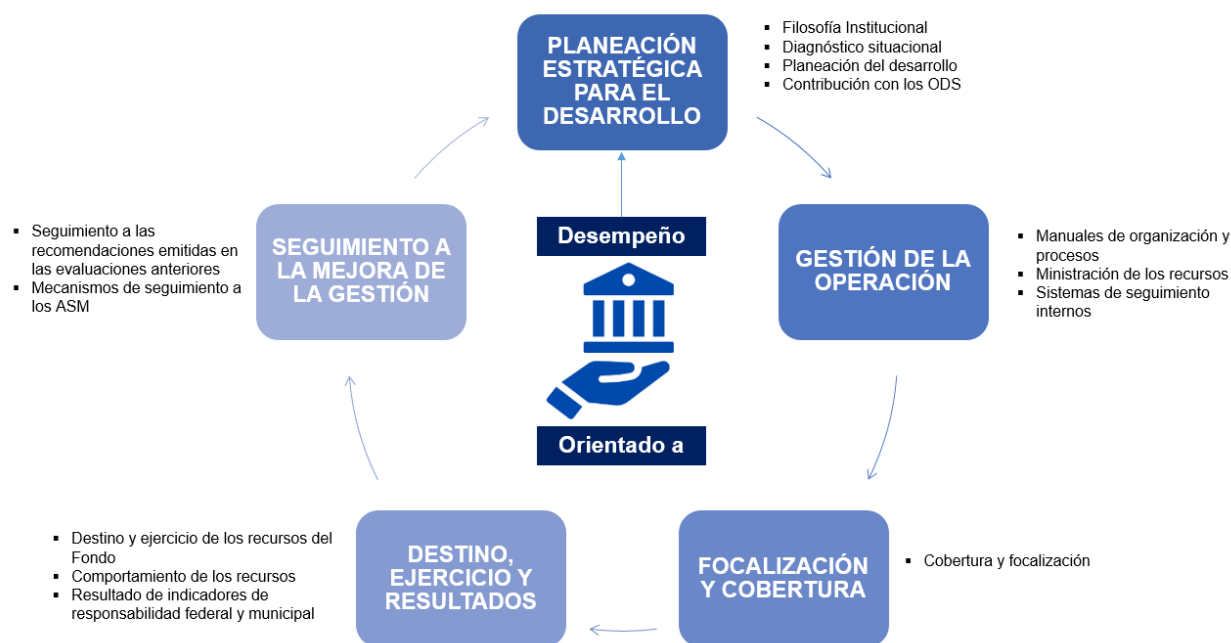 PLANEACIÓN
ESTRATÉGICA
PARA EL
DESARROLLO
▪ Filosofía Institucional
▪ Diagnóstico situacional
▪ Planeación del desarrollo
▪ Contribución con los ODS
GESTIÓN DE LA
OPERACIÓN
▪ Manuales de organización y
procesos
▪ Ministración de los recursos
▪ Sistemas de seguimiento
internos
FOCALIZACIÓN
Y COBERTURA
▪ Cobertura y focalización
DESTINO,
EJERCICIO Y
RESULTADOS
▪ Destino y ejercicio de los recursos del
Fondo
▪ Comportamiento de los recursos
▪ Resultado de indicadores de
responsabilidad federal y municipal
SEGUIMIENTO A
LA MEJORA DE
LA GESTIÓN
▪ Seguimiento a las
recomendaciones emitidas en
las evaluaciones anteriores
▪ Mecanismos de seguimiento a
los ASM
Desempeño
Orientado a